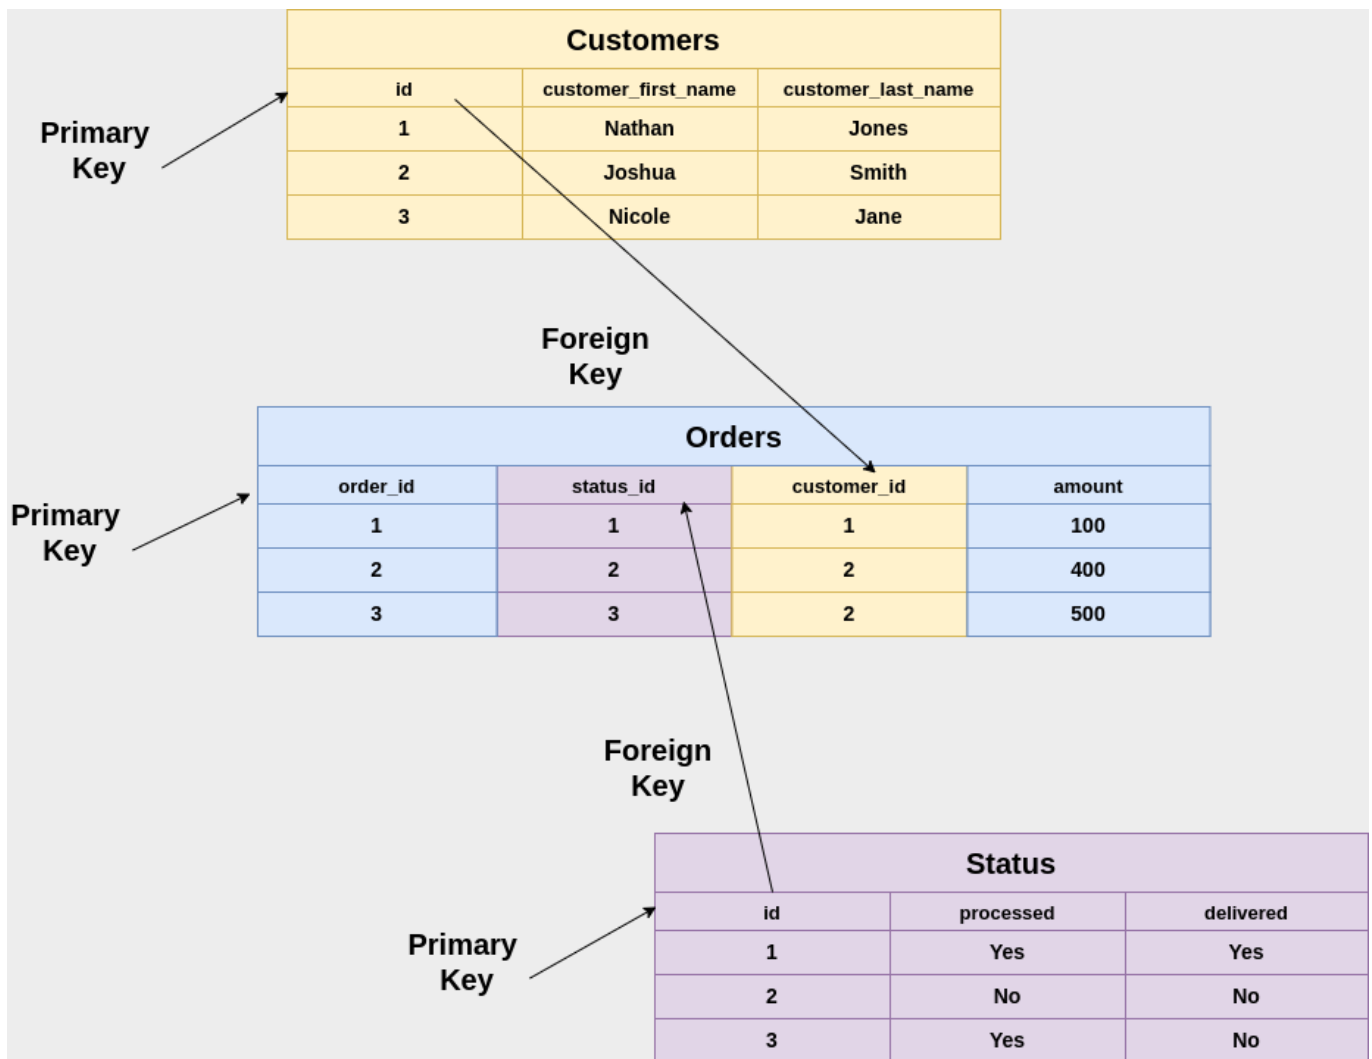 Customers
id customer_first_name customer_last_name
1 Nathan Jones
2 Joshua Smith
3 Nicole Jane
Primary
Key
Foreign
Key
Orders
order_id status_id customer_id amount
1 1 1 100
2 2 2 400
3 3 2 500
Primary
Key
Foreign
Key
Status
id processed delivered
1 Yes Yes
2 No No
3 Yes No
Primary
Key